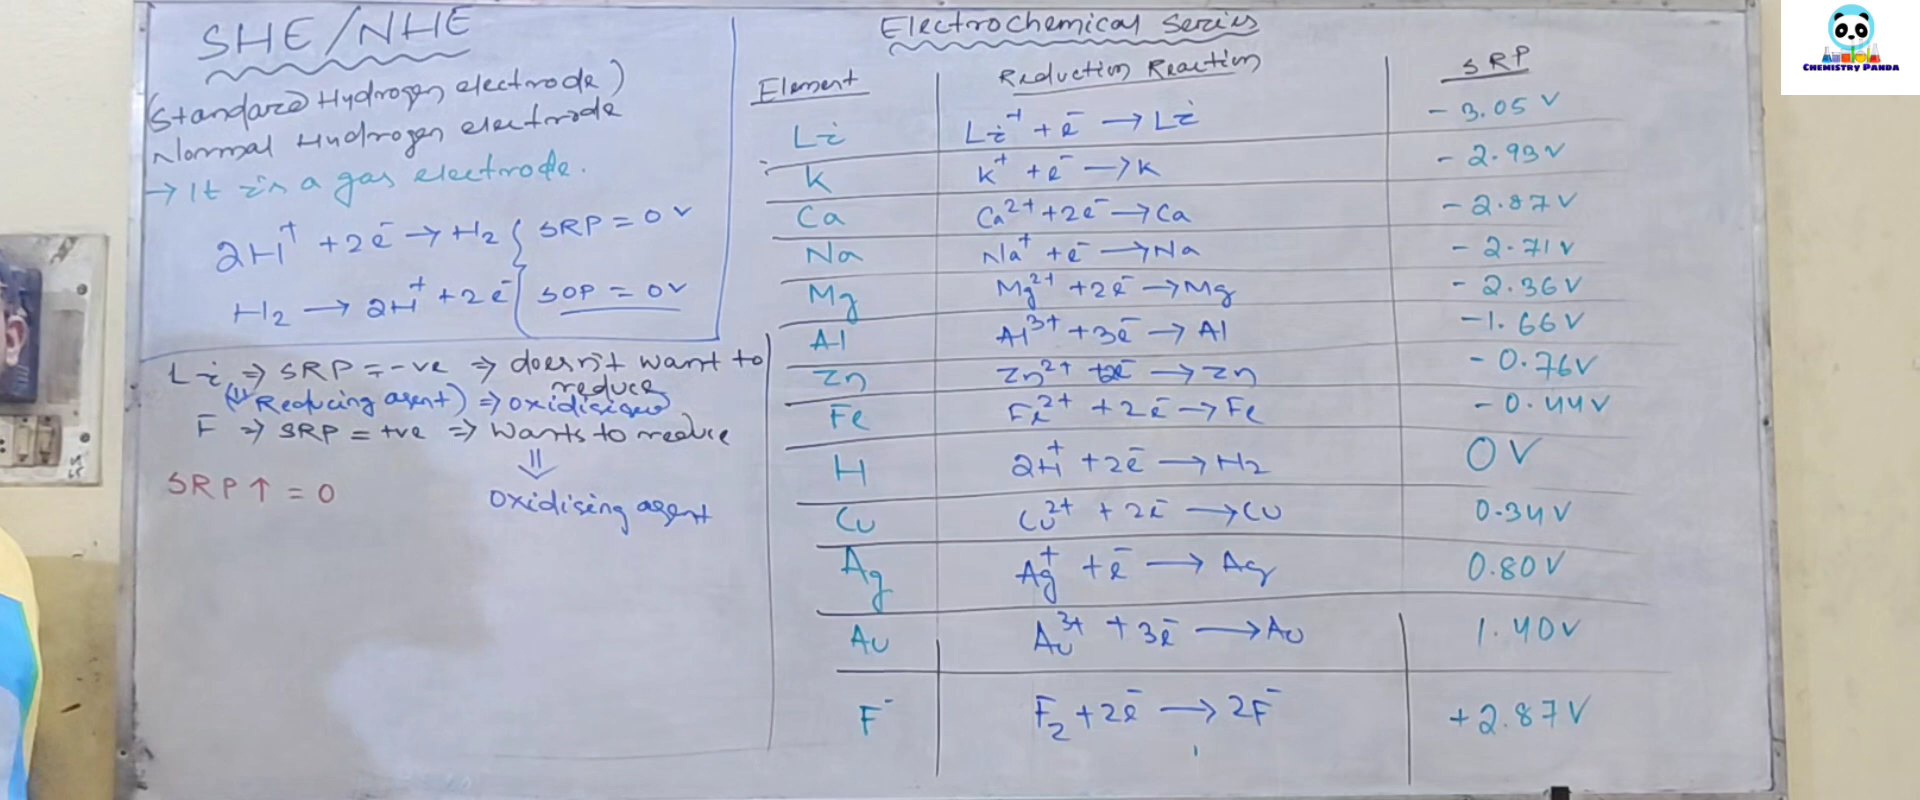 SHE/NHE
(Standard Hydrogen electrode)
Normal Hydrogen electrode
→ It is a gas electrode.
2H⁺ + 2e⁻ → H₂ { SRP = 0 V
H₂ → 2H⁺ + 2e⁻ { SOP = 0V
Li ⇒ SRP = -ve ⇒ doesn't want to
reduce
(Reducing agent) ⇒
F ⇒ SRP = +ve ⇒ Wants to reduce
⇓
SRP↑ = O
Oxidising agent
Electrochemical Series
Element Reduction Reaction SRP
Li Li⁺ + e⁻ → Li - 3.05 V
K K⁺ + e⁻ → K - 2.93 V
Ca Ca²⁺ + 2e⁻ → Ca - 2.87 V
Na Na⁺ + e⁻ → Na - 2.71 V
Mg Mg²⁺ + 2e⁻ → Mg - 2.36 V
Al Al³⁺ + 3e⁻ → Al -1.66 V
Zn Zn²⁺ + 2e⁻ → Zn - 0.76V
Fe Fe²⁺ + 2e⁻ → Fe - 0.44 V
H 2H⁺ + 2e⁻ → H₂ 0 V
Cu Cu²⁺ + 2e⁻ → Cu 0.34 V
Ag Ag⁺ + e⁻ → Ag 0.80 V
Au Au³⁺ + 3e⁻ → Au 1.40 V
F⁻ F₂ + 2e⁻ → 2F⁻ +2.87 V
CHEMISTRY PANDA